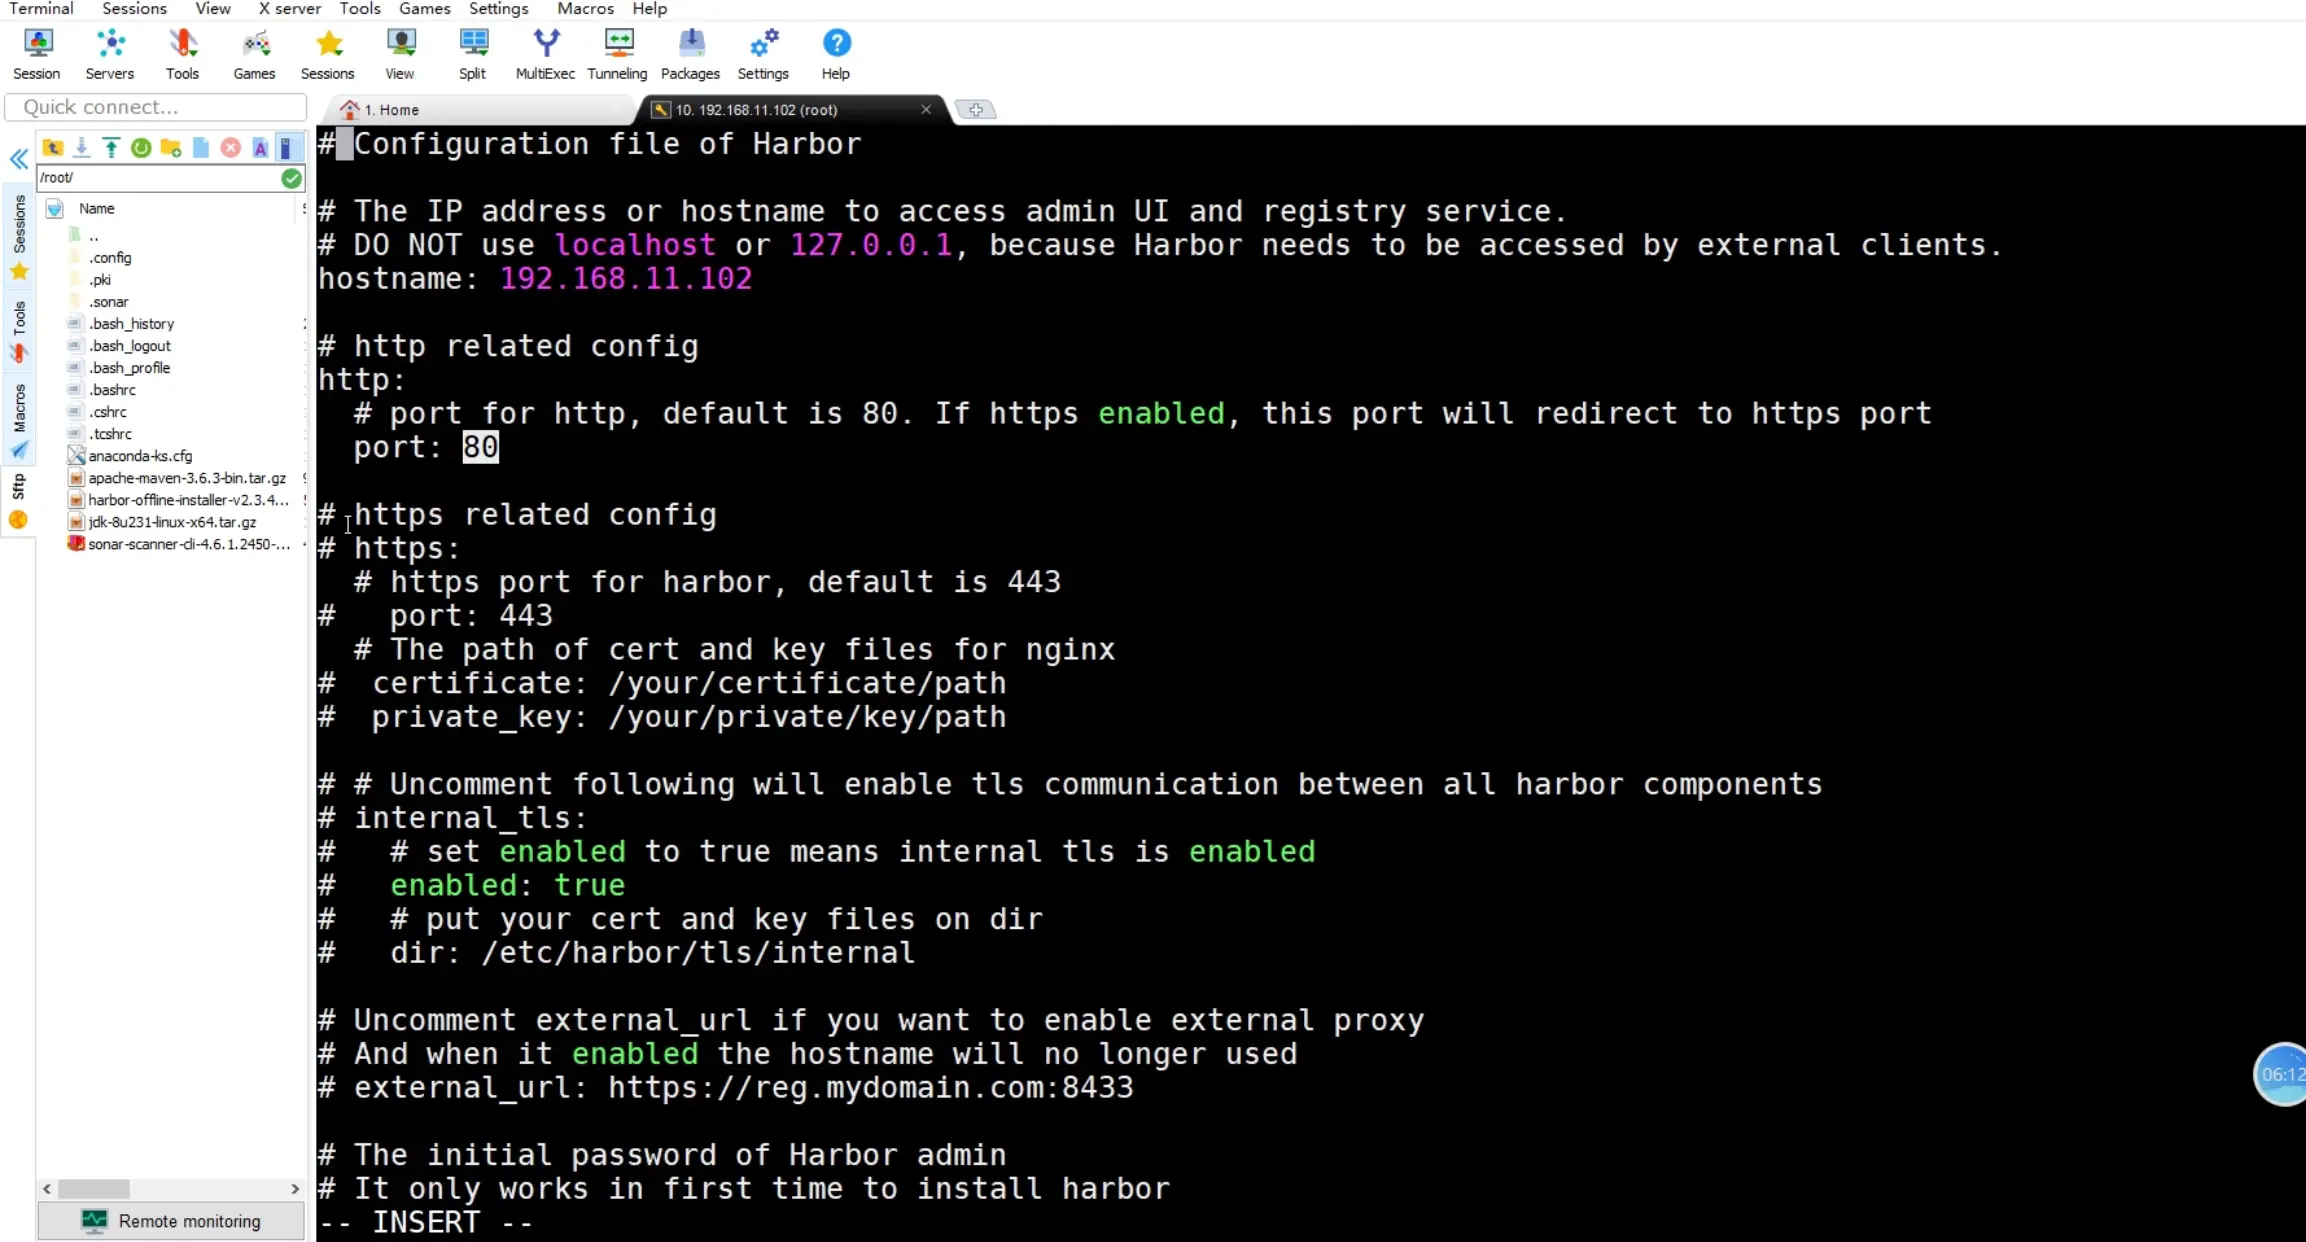 Terminal Sessions View X server Tools Games Settings Macros Help
Session Servers Tools Games Sessions View Split MultiExec Tunneling Packages Settings Help
Quick connect...
1. Home
10. 192.168.11.102 (root)
/root/
Name
..
.config
.pki
.sonar
.bash_history
.bash_logout
.bash_profile
.bashrc
.cshrc
.tcshrc
anaconda-ks.cfg
apache-maven-3.6.3-bin.tar.gz
harbor-offline-installer-v2.3.4...
jdk-8u231-linux-x64.tar.gz
sonar-scanner-cli-4.6.1.2450-...
Sessions
Tools
Macros
Sftp
Remote monitoring
# Configuration file of Harbor
# The IP address or hostname to access admin UI and registry service.
# DO NOT use localhost or 127.0.0.1, because Harbor needs to be accessed by external clients.
hostname: 192.168.11.102
# http related config
http:
  # port for http, default is 80. If https enabled, this port will redirect to https port
  port: 80
# https related config
# https:
  # https port for harbor, default is 443
#   port: 443
  # The path of cert and key files for nginx
#  certificate: /your/certificate/path
#  private_key: /your/private/key/path
# # Uncomment following will enable tls communication between all harbor components
# internal_tls:
#   # set enabled to true means internal tls is enabled
#   enabled: true
#   # put your cert and key files on dir
#   dir: /etc/harbor/tls/internal
# Uncomment external_url if you want to enable external proxy
# And when it enabled the hostname will no longer used
# external_url: https://reg.mydomain.com:8433
# The initial password of Harbor admin
# It only works in first time to install harbor
-- INSERT --
06:12